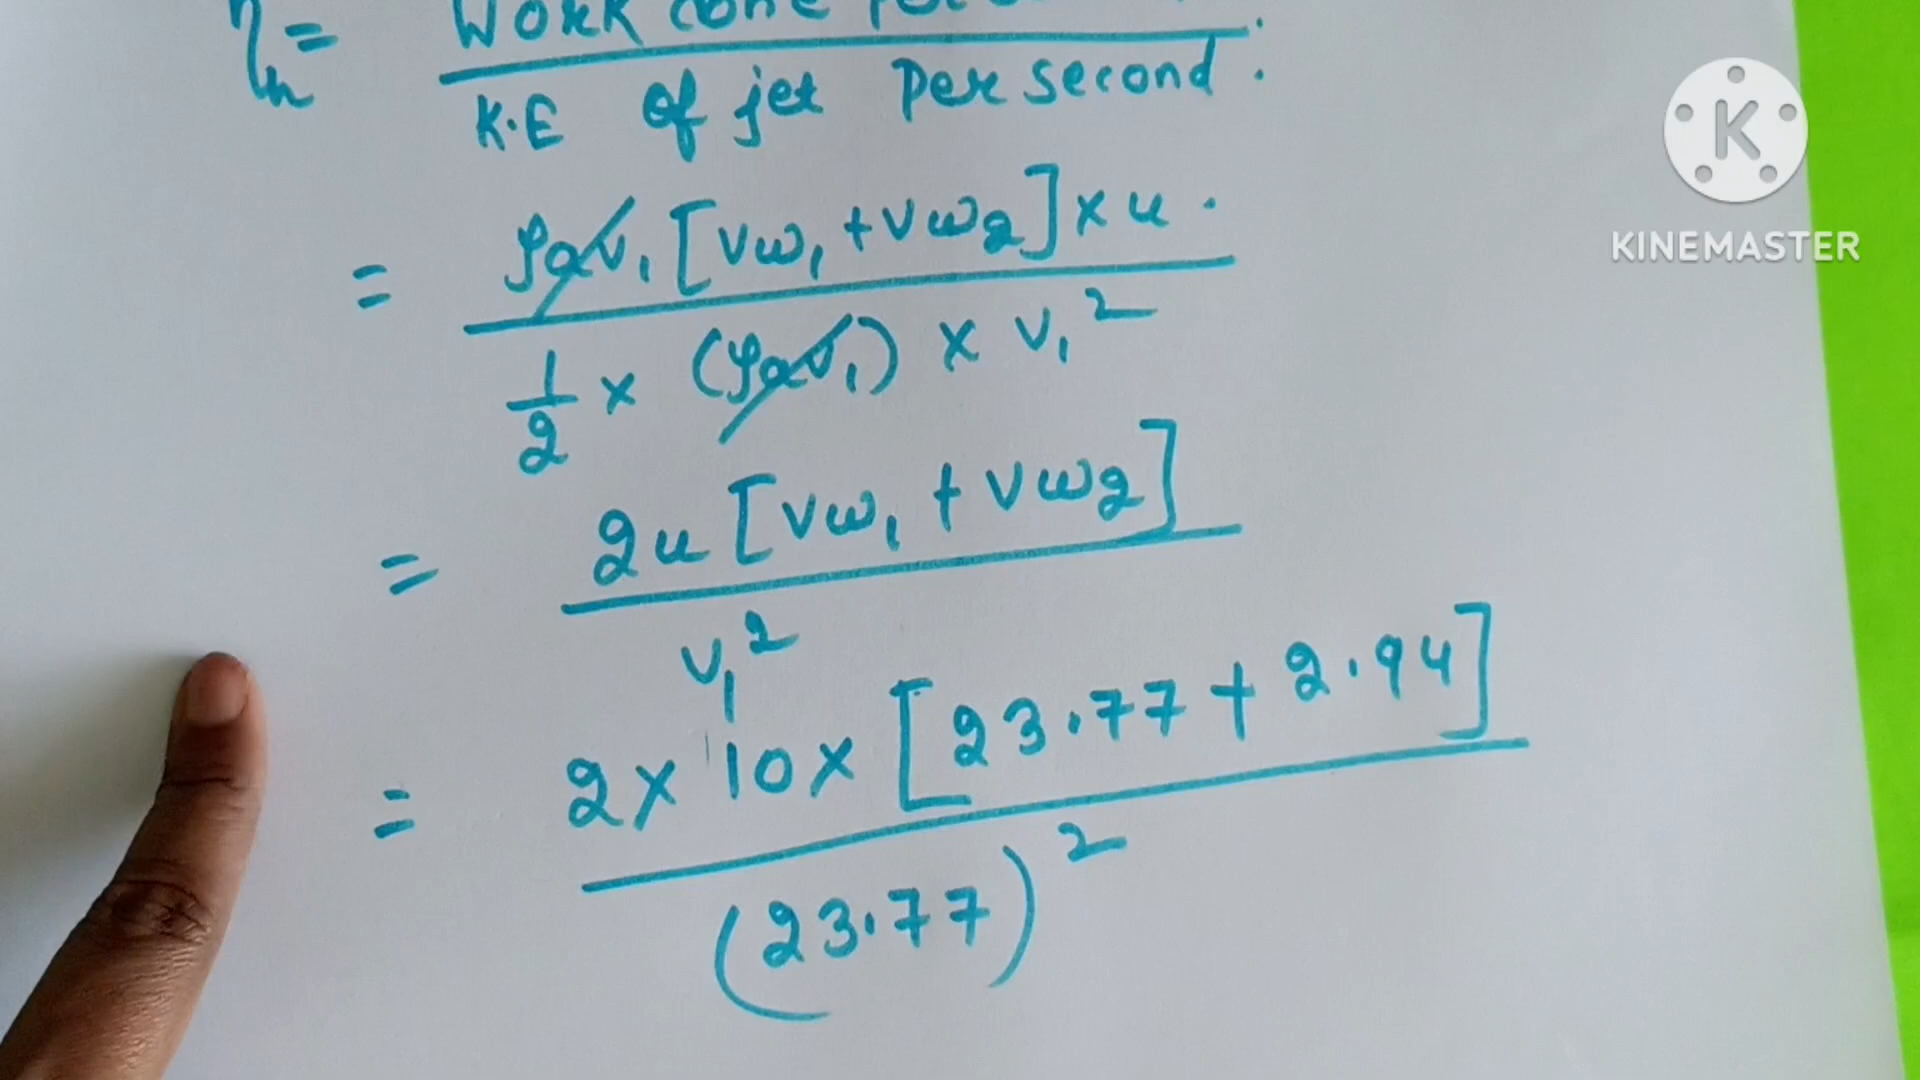 ηh = Work done per
K.E of jet Per second.
= ρav₁ [Vw₁ + Vw₂] × u.
1/2 × (ρav₁) × V₁²
= 2u [Vw₁ + Vw₂]
V₁²
= 2 × 10 × [23.77 + 2.94]
(23.77)²
K
KINEMASTER